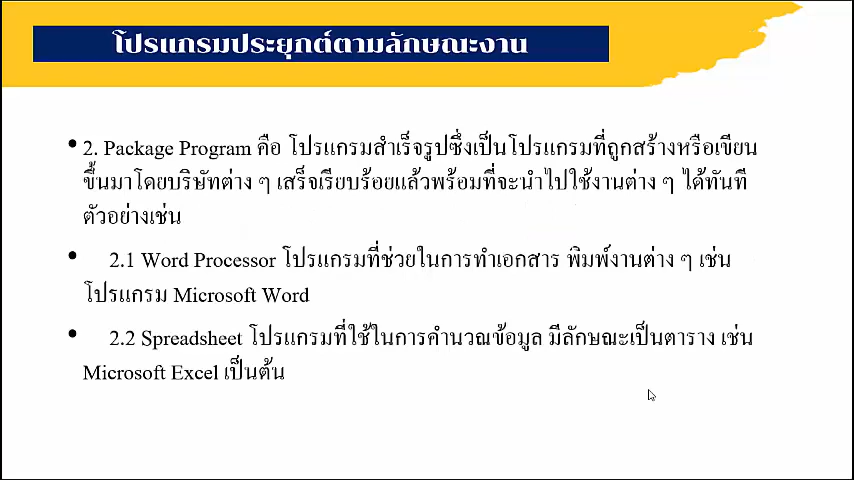 โปรแกรมประยุกต์ตามลักษณะงาน
• 2. Package Program คือ โปรแกรมสำเร็จรูปซึ่งเป็นโปรแกรมที่ถูกสร้างหรือเขียน
ขึ้นมาโดยบริษัทต่าง ๆ เสร็จเรียบร้อยแล้วพร้อมที่จะนำไปใช้งานต่าง ๆ ได้ทันที
ตัวอย่างเช่น
• 2.1 Word Processor โปรแกรมที่ช่วยในการทำเอกสาร พิมพ์งานต่าง ๆ เช่น
โปรแกรม Microsoft Word
• 2.2 Spreadsheet โปรแกรมที่ใช้ในการคำนวณข้อมูล มีลักษณะเป็นตาราง เช่น
Microsoft Excel เป็นต้น